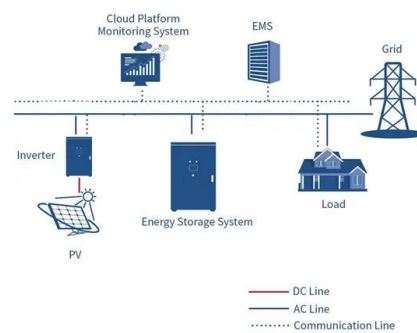 Cloud Platform
Monitoring System
EMS
Grid
Inverter
Energy Storage System
Load
PV
DC Line
AC Line
Communication Line